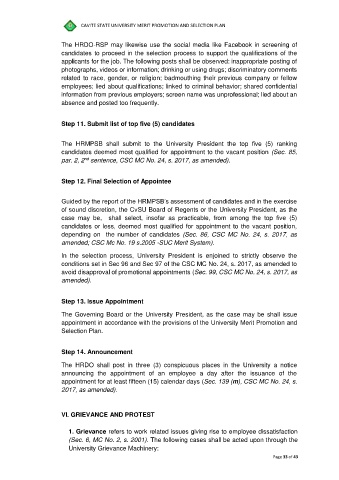 CAVITE STATE UNIVERSITY MERIT PROMOTION AND SELECTION PLAN
The HRDO-RSP may likewise use the social media like Facebook in screening of
candidates to proceed in the selection process to support the qualifications of the
applicants for the job. The following posts shall be observed: inappropriate posting of
photographs, videos or information; drinking or using drugs; discriminatory comments
related to race, gender, or religion; badmouthing their previous company or fellow
employees; lied about qualifications; linked to criminal behavior; shared confidential
information from previous employers; screen name was unprofessional; lied about an
absence and posted too frequently.
Step 11. Submit list of top five (5) candidates
The HRMPSB shall submit to the University President the top five (5) ranking
candidates deemed most qualified for appointment to the vacant position (Sec. 85,
par. 2, 2nd sentence, CSC MC No. 24, s. 2017, as amended).
Step 12. Final Selection of Appointee
Guided by the report of the HRMPSB's assessment of candidates and in the exercise
of sound discretion, the CvSU Board of Regents or the University President, as the
case may be, shall select, insofar as practicable, from among the top five (5)
candidates or less, deemed most qualified for appointment to the vacant position,
depending on the number of candidates (Sec. 86, CSC MC No. 24, s. 2017, as
amended; CSC Mc No. 19 s.2005 -SUC Merit System).
In the selection process, University President is enjoined to strictly observe the
conditions set in Sec 96 and Sec 97 of the CSC MC No. 24, s. 2017, as amended to
avoid disapproval of promotional appointments (Sec. 99, CSC MC No. 24, s. 2017, as
amended).
Step 13. Issue Appointment
The Governing Board or the University President, as the case may be shall issue
appointment in accordance with the provisions of the University Merit Promotion and
Selection Plan.
Step 14. Announcement
The HRDO shall post in three (3) conspicuous places in the University a notice
announcing the appointment of an employee a day after the issuance of the
appointment for at least fifteen (15) calendar days (Sec. 139 (m), CSC MC No. 24, s.
2017, as amended).
VI. GRIEVANCE AND PROTEST
1. Grievance refers to work related issues giving rise to employee dissatisfaction
(Sec. 6, MC No. 2, s. 2001). The following cases shall be acted upon through the
University Grievance Machinery:
Page 33 of 43